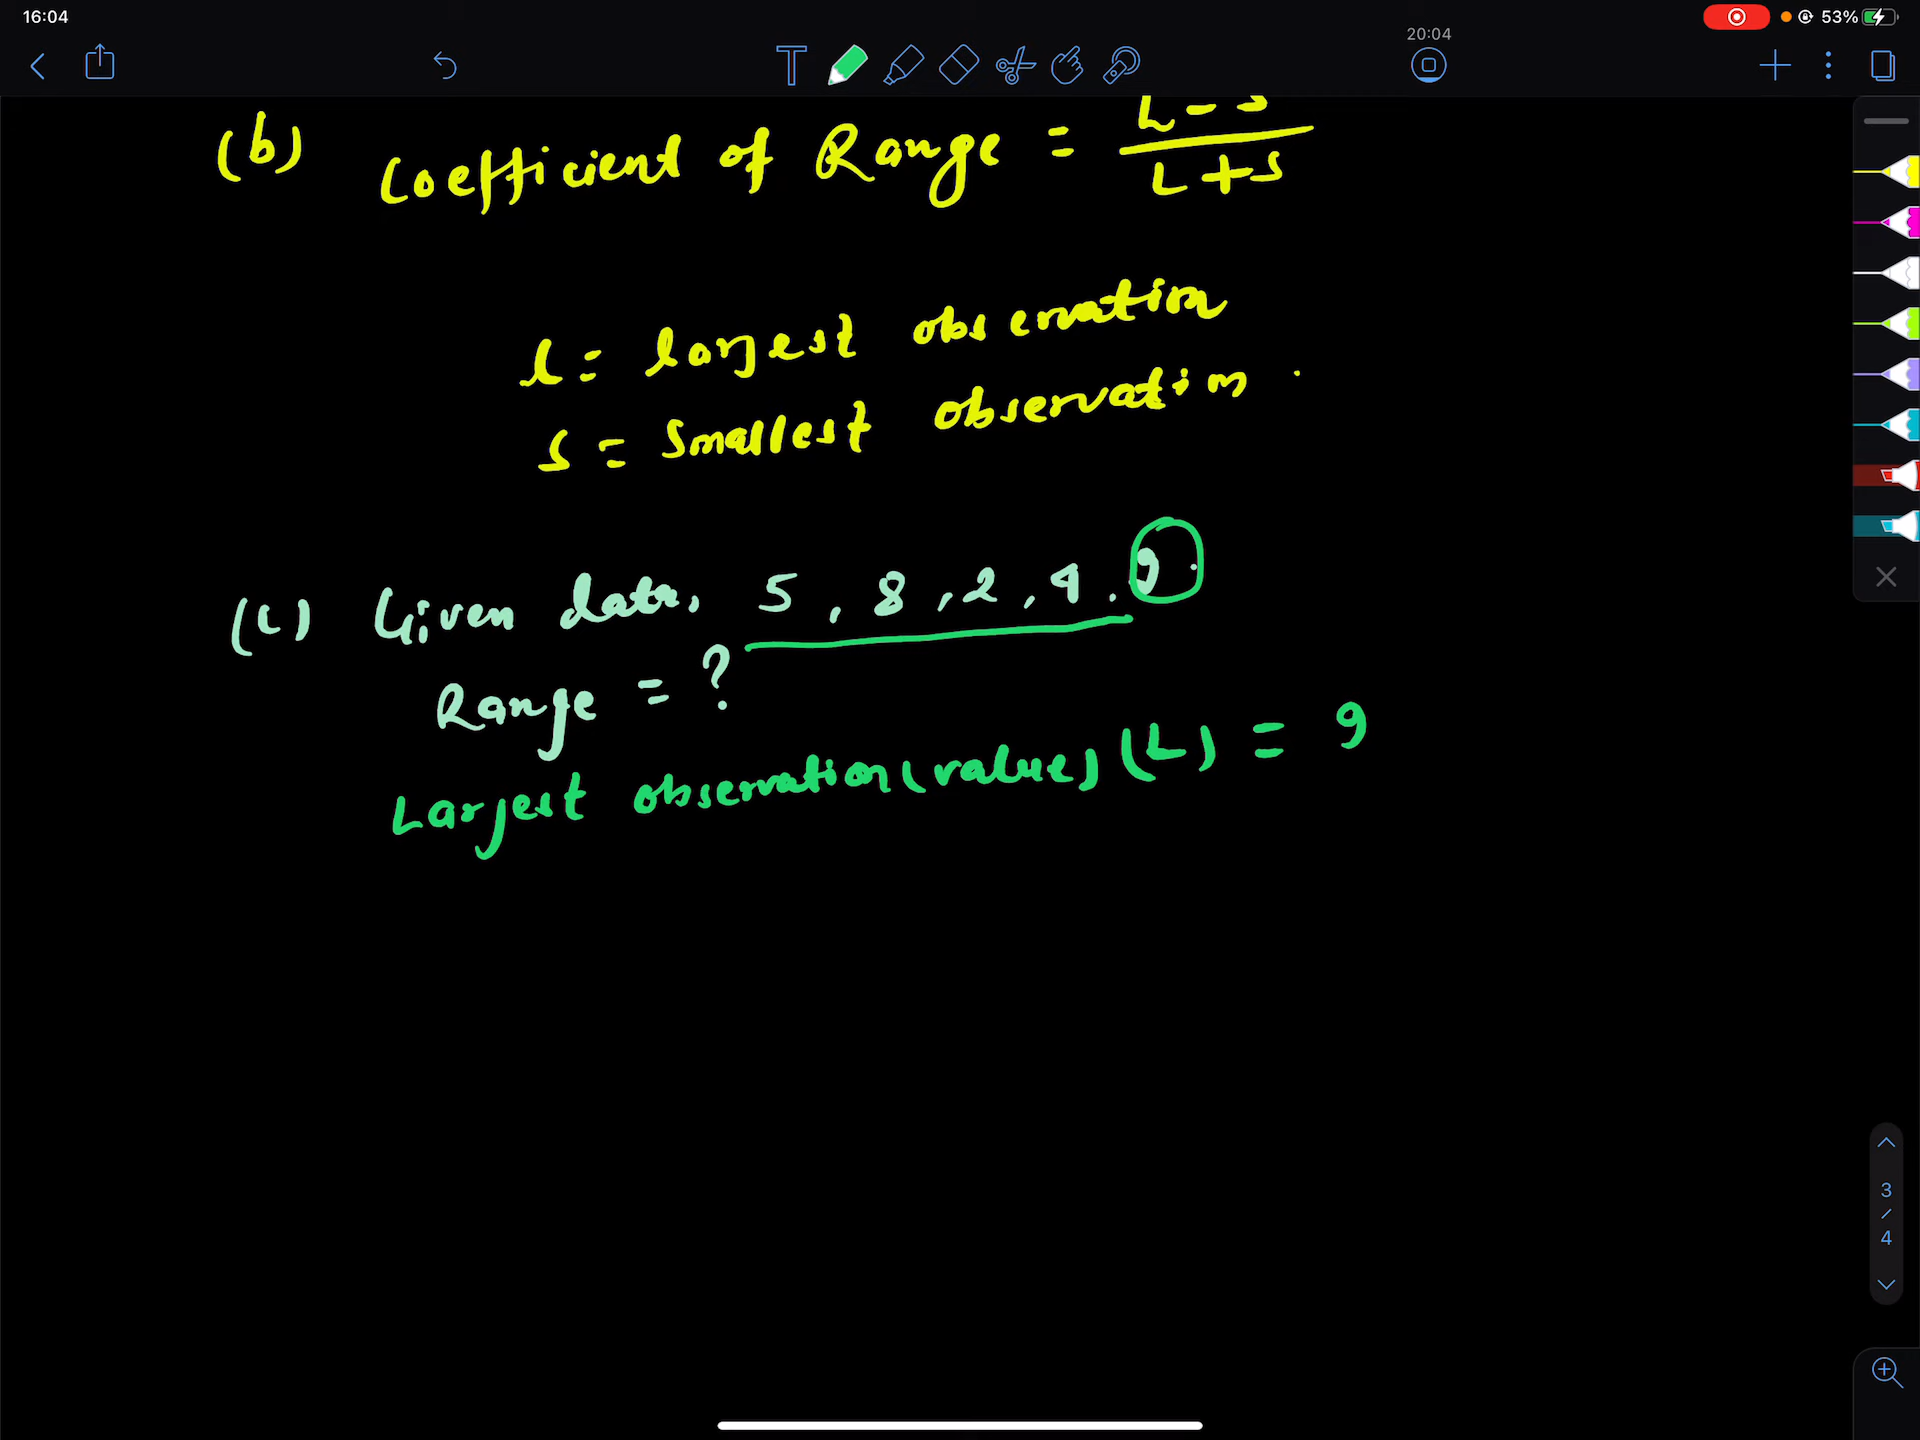 16:04
53%
20:04
(b) Coefficient of Range = L-S / L+S
L = largest observation
S = Smallest observation.
(c) Given data, 5, 8, 2, 4, 9.
Range = ?
Largest observation (value) (L) = 9
3
/
4